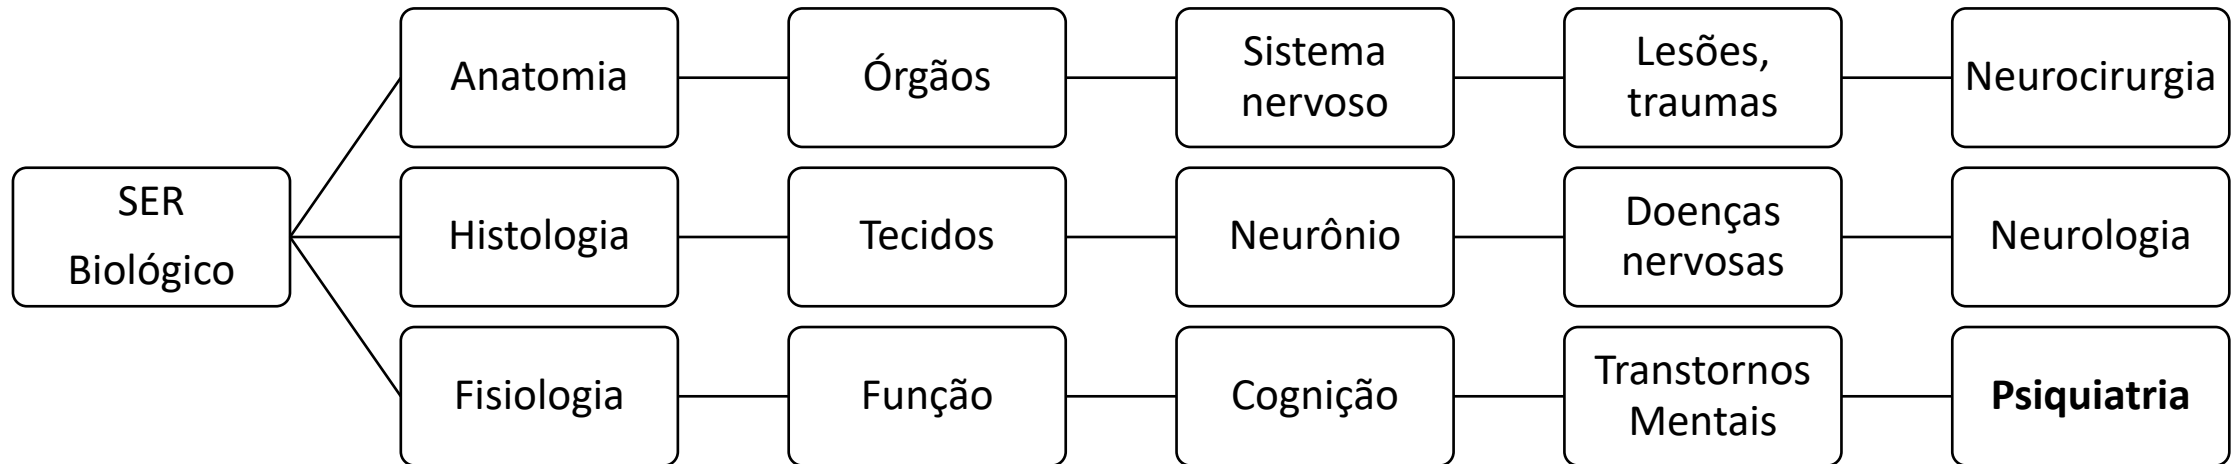 SER
Biológico
Anatomia
Órgãos
Sistema
nervoso
Lesões,
traumas
Neurocirurgia
Histologia
Tecidos
Neurônio
Doenças
nervosas
Neurologia
Fisiologia
Função
Cognição
Transtornos
Mentais
Psiquiatria